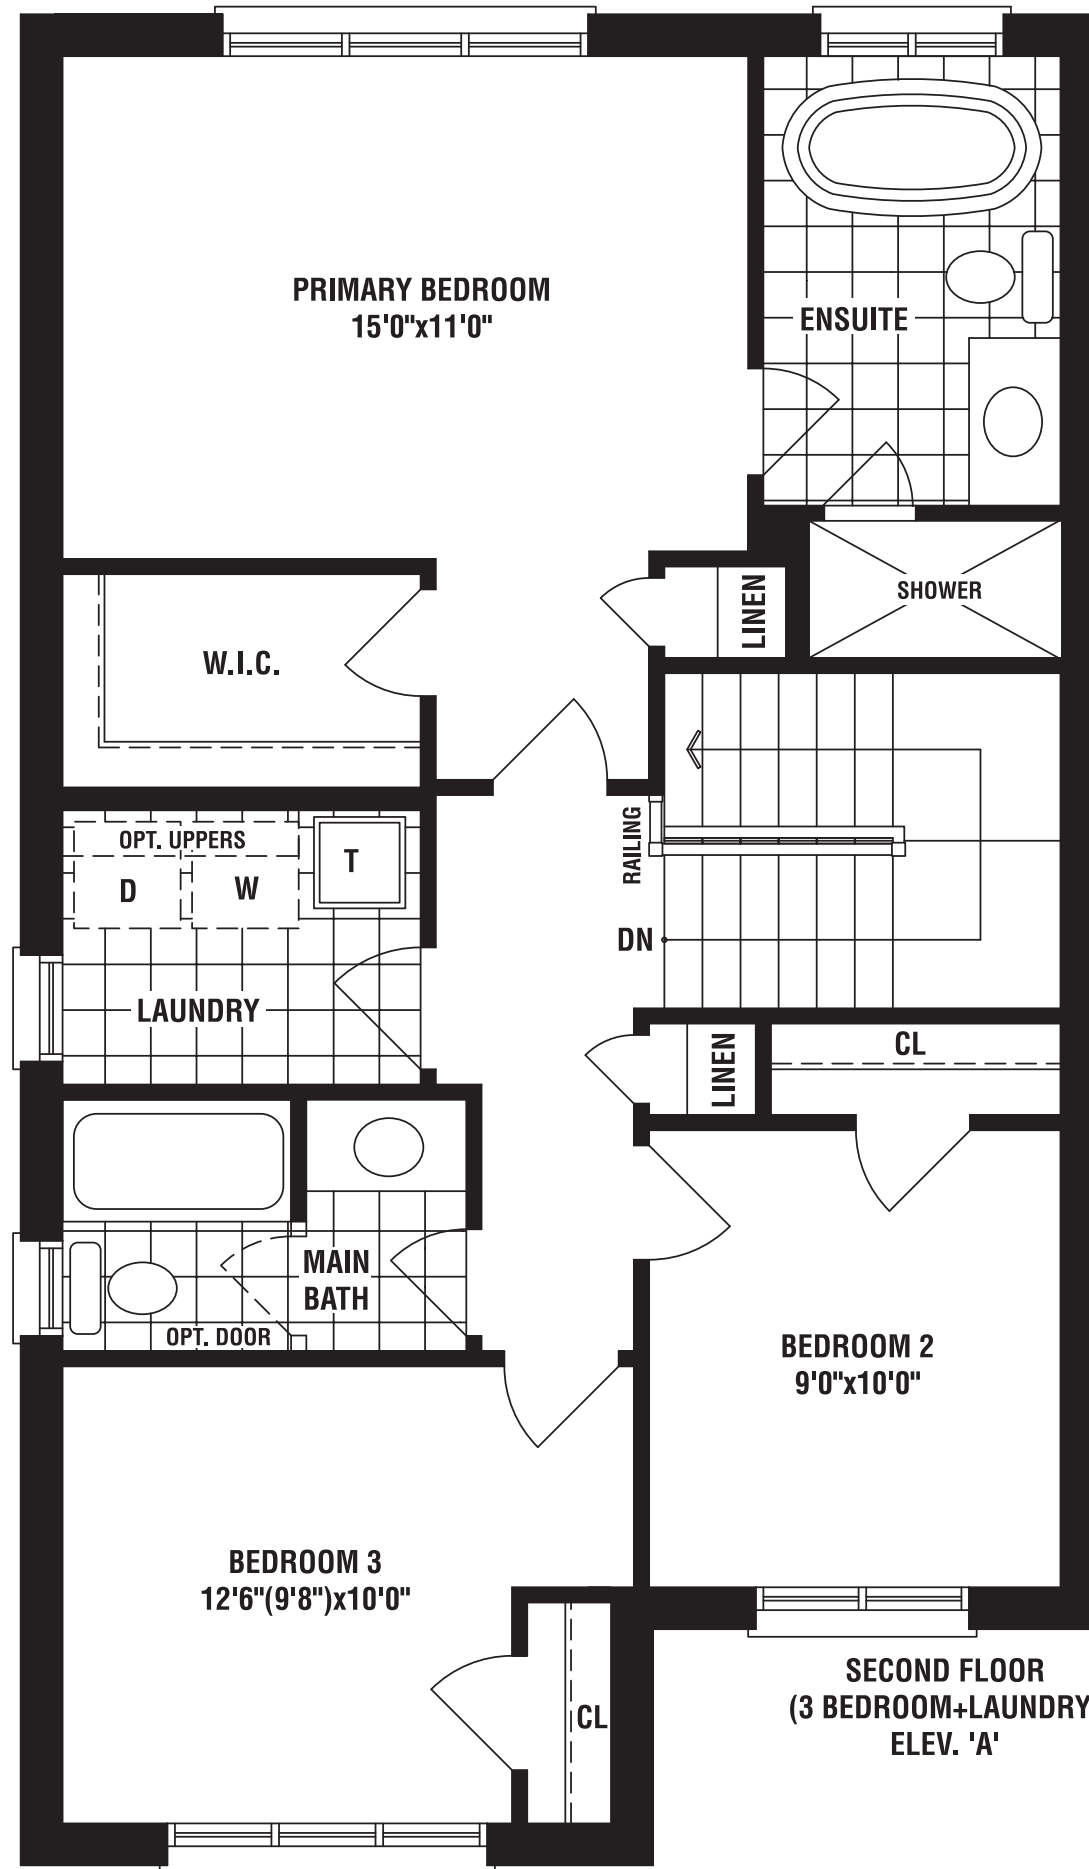 PRIMARY BEDROOM
15'0"x11'0"
ENSUITE
SHOWER
LINEN
W.I.C.
OPT. UPPERS
D
W
T
RAILING
DN
LAUNDRY
LINEN
CL
MAIN
BATH
OPT. DOOR
BEDROOM 2
9'0"x10'0"
BEDROOM 3
12'6"(9'8")x10'0"
CL
SECOND FLOOR
(3 BEDROOM+LAUNDRY
ELEV. 'A'